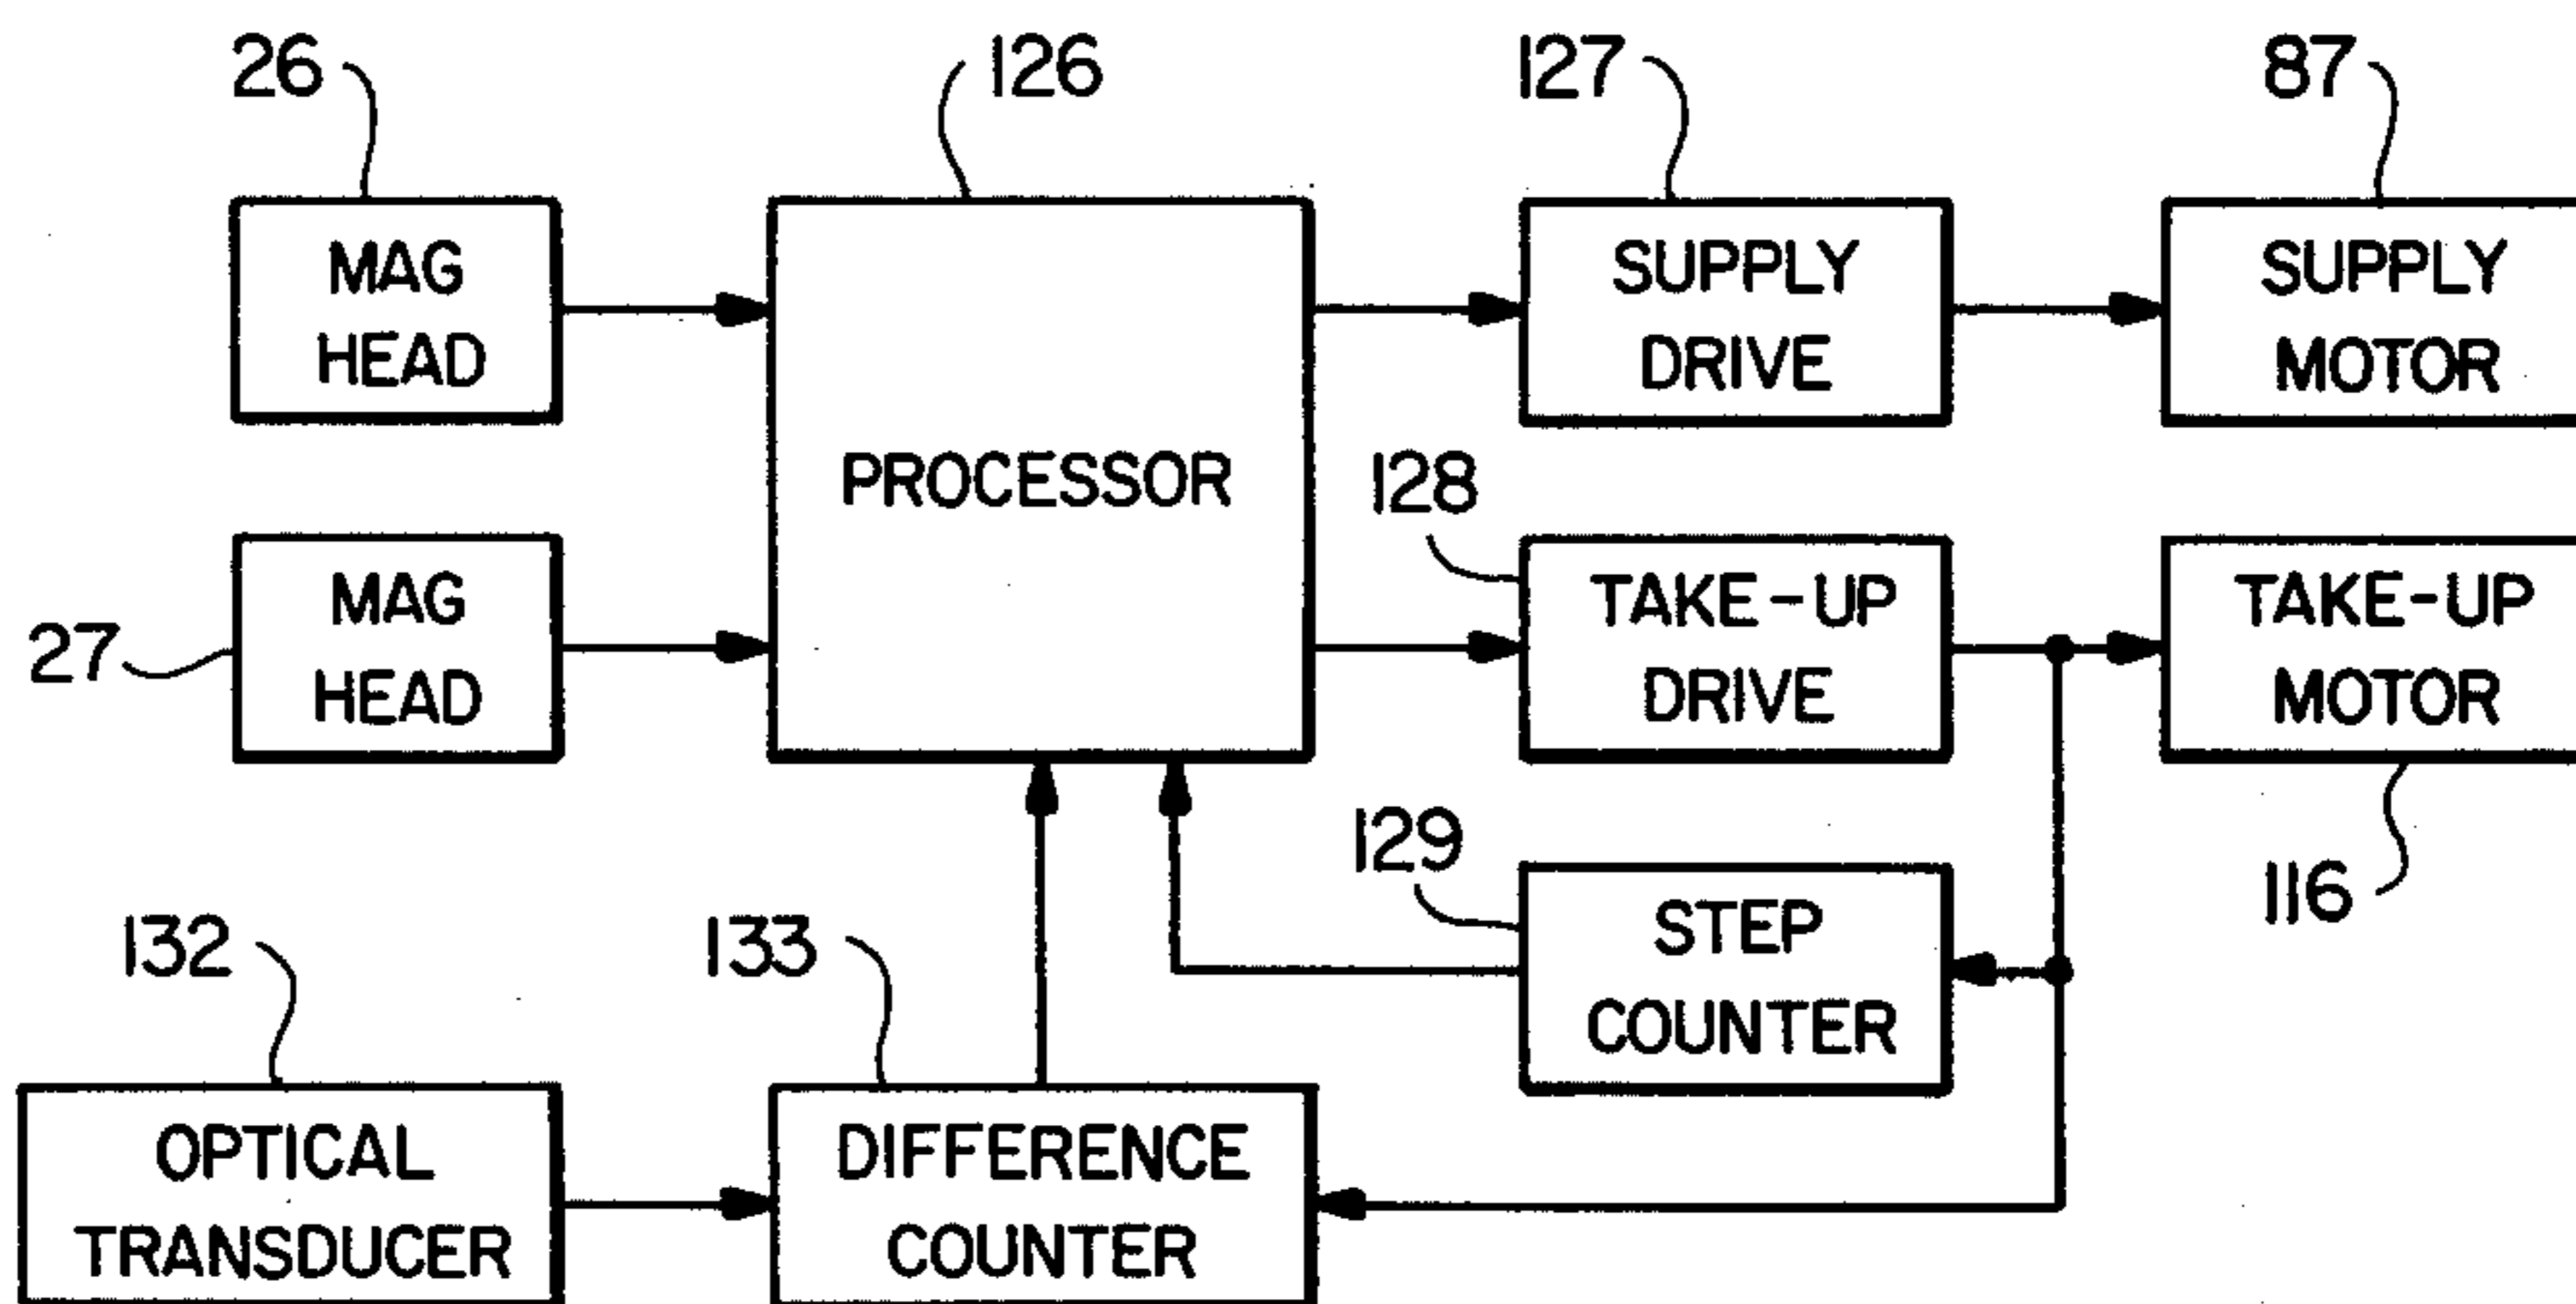 26
126
127
87
MAG
HEAD
PROCESSOR
SUPPLY
DRIVE
SUPPLY
MOTOR
27
MAG
HEAD
128
TAKE-UP
DRIVE
TAKE-UP
MOTOR
129
STEP
COUNTER
116
132
133
OPTICAL
TRANSDUCER
DIFFERENCE
COUNTER